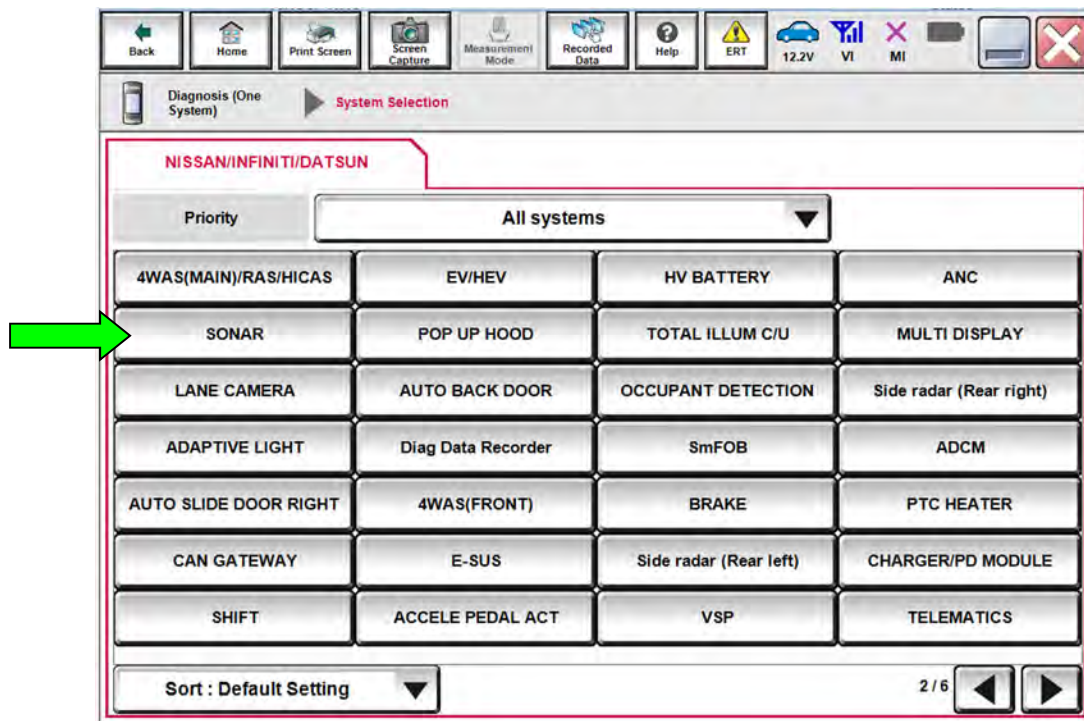 Back
Home
Print Screen
Screen
Capture
Measurement
Mode
Recorded
Data
Help
ERT
12.2V
VI
MI
Diagnosis (One
System)
System Selection
NISSAN/INFINITI/DATSUN
Priority
All systems
4WAS(MAIN)/RAS/HICAS
EV/HEV
HV BATTERY
ANC
SONAR
POP UP HOOD
TOTAL ILLUM C/U
MULTI DISPLAY
LANE CAMERA
AUTO BACK DOOR
OCCUPANT DETECTION
Side radar (Rear right)
ADAPTIVE LIGHT
Diag Data Recorder
SmFOB
ADCM
AUTO SLIDE DOOR RIGHT
4WAS(FRONT)
BRAKE
PTC HEATER
CAN GATEWAY
E-SUS
Side radar (Rear left)
CHARGER/PD MODULE
SHIFT
ACCELE PEDAL ACT
VSP
TELEMATICS
Sort : Default Setting
2/6